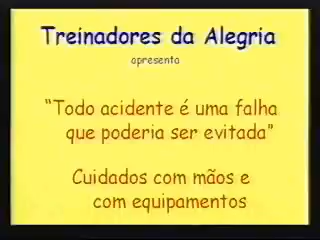 Treinadores da Alegria
apresenta
“Todo acidente é uma falha
que poderia ser evitada”
Cuidados com mãos e
com equipamentos